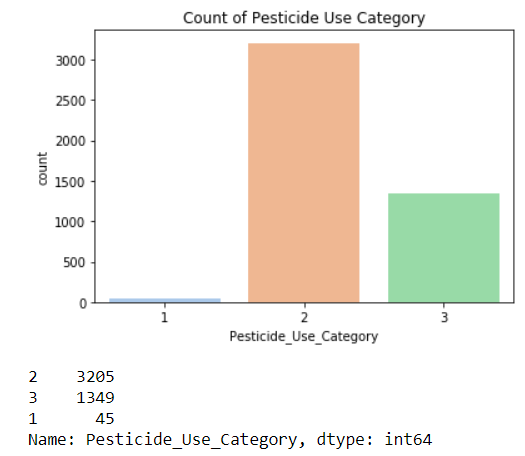 Count of Pesticide Use Category
3000
2500
2000
1500
1000
500
0
count
1 2 3
Pesticide_Use_Category
2 3205
3 1349
1 45
Name: Pesticide_Use_Category, dtype: int64